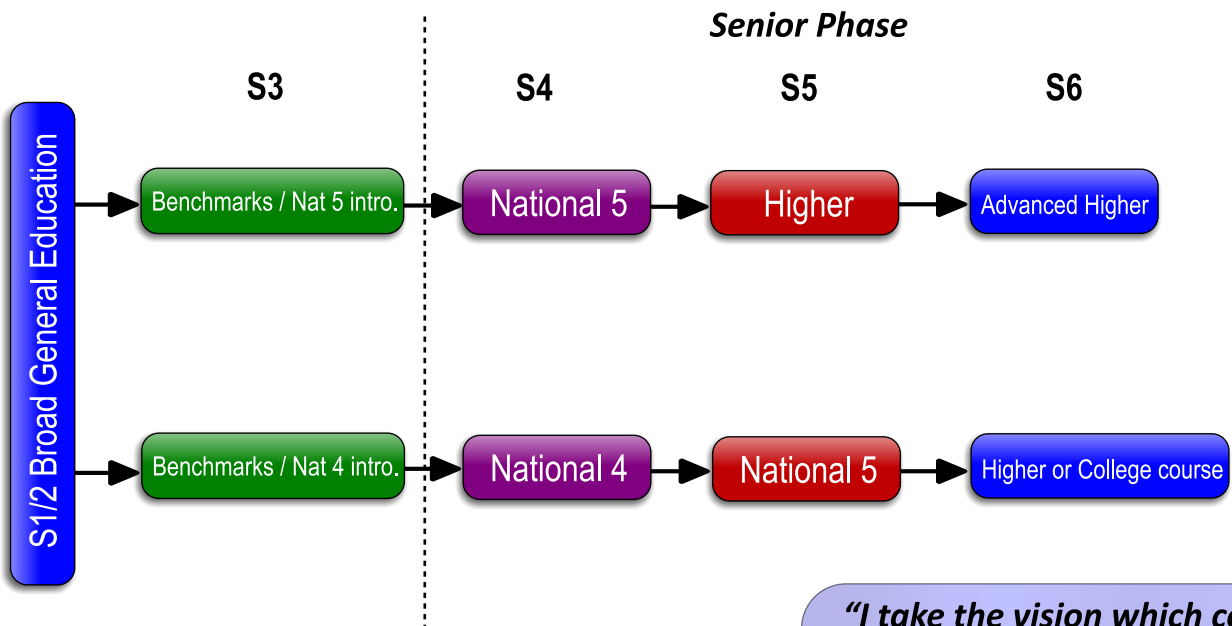 Senior Phase
S3
S4
S5
S6
S1/2 Broad General Education
Benchmarks / Nat 5 intro.
National 5
Higher
Advanced Higher
Benchmarks / Nat 4 intro.
National 4
National 5
Higher or College course
“I take the vision which